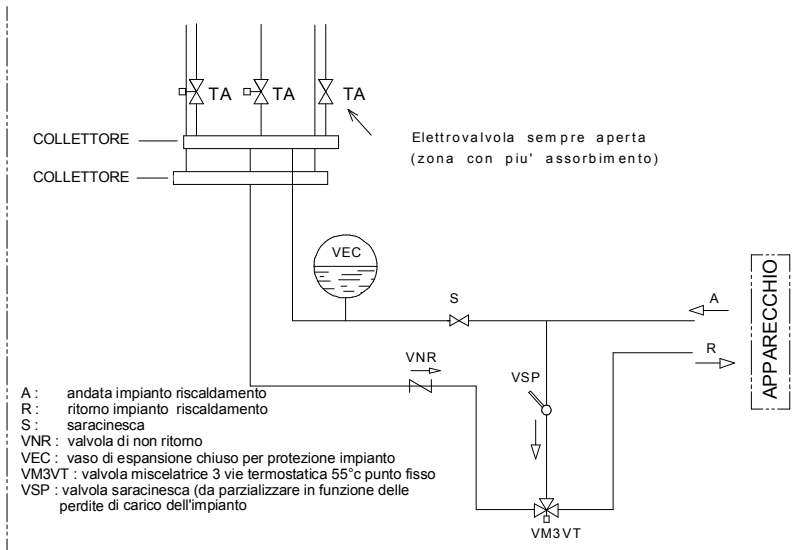 TA TA TA
COLLETTORE
Elettrovalvola sempre aperta
(zona con piu' assorbimento)
COLLETTORE
VEC
S
A
R
APPARECCHIO
VNR
VSP
A : andata impianto riscaldamento
R : ritorno impianto riscaldamento
S : saracinesca
VNR : valvola di non ritorno
VEC : vaso di espansione chiuso per protezione impianto
VM3VT : valvola miscelatrice 3 vie termostatica 55°c punto fisso
VSP : valvola saracinesca (da parzializzare in funzione delle
perdite di carico dell'impianto
VM3VT